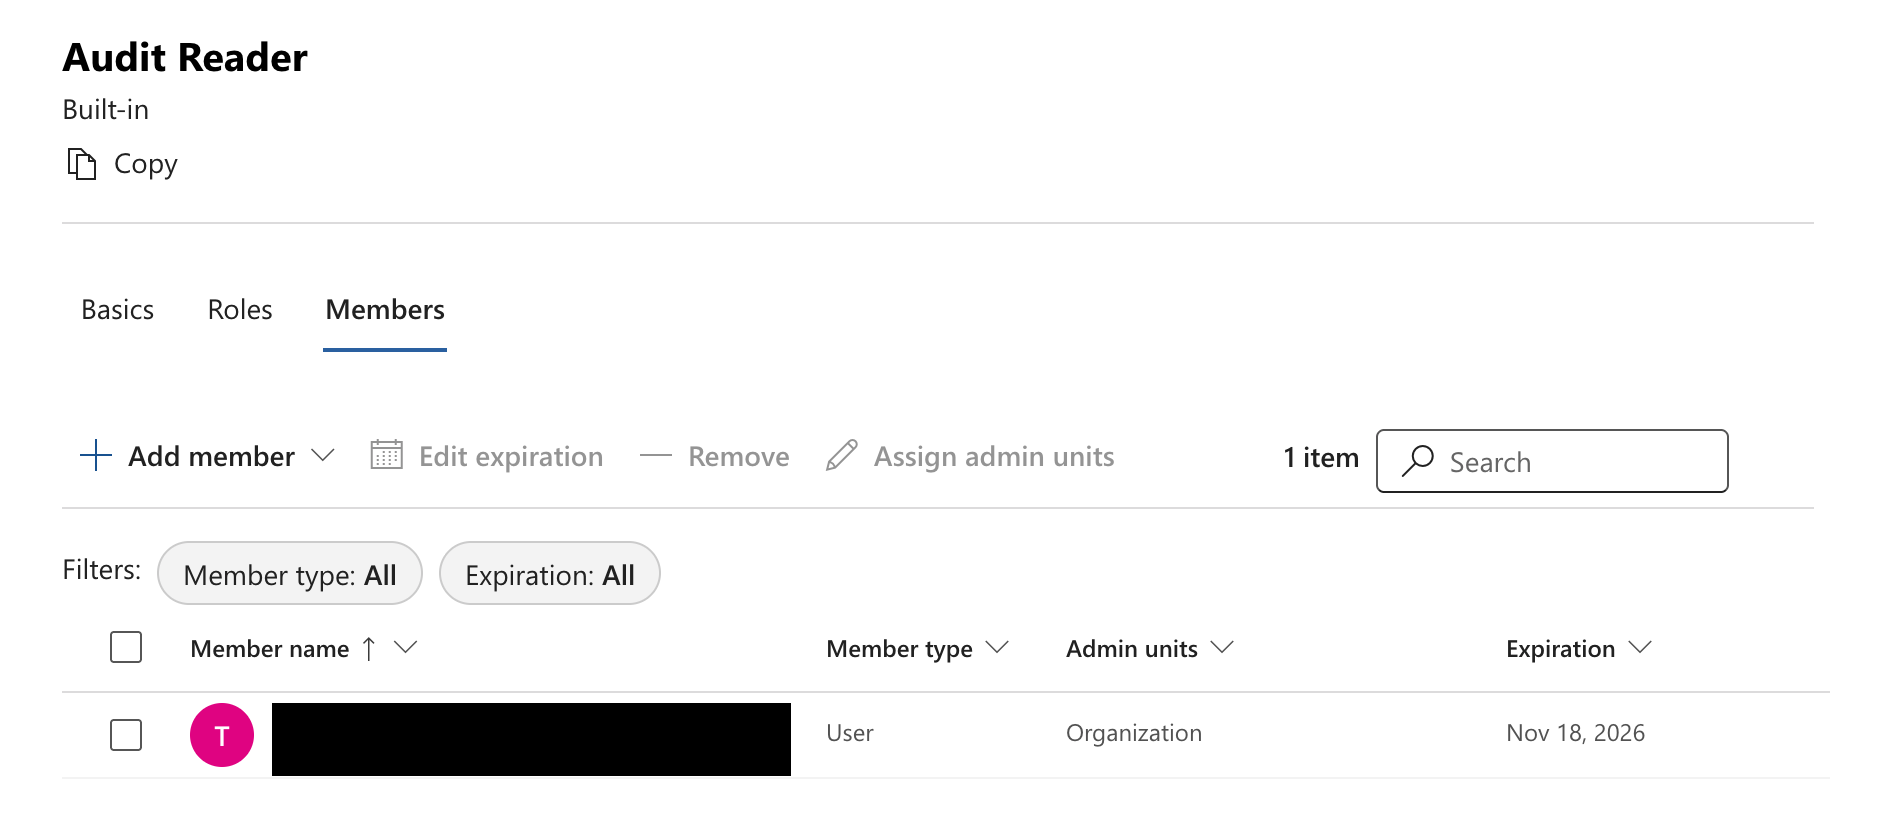 Audit Reader
Built-in
Copy
Basics Roles Members
Add member Edit expiration Remove Assign admin units 1 item Search
Filters: Member type: All Expiration: All
Member name ↑ Member type Admin units Expiration
T User Organization Nov 18, 2026